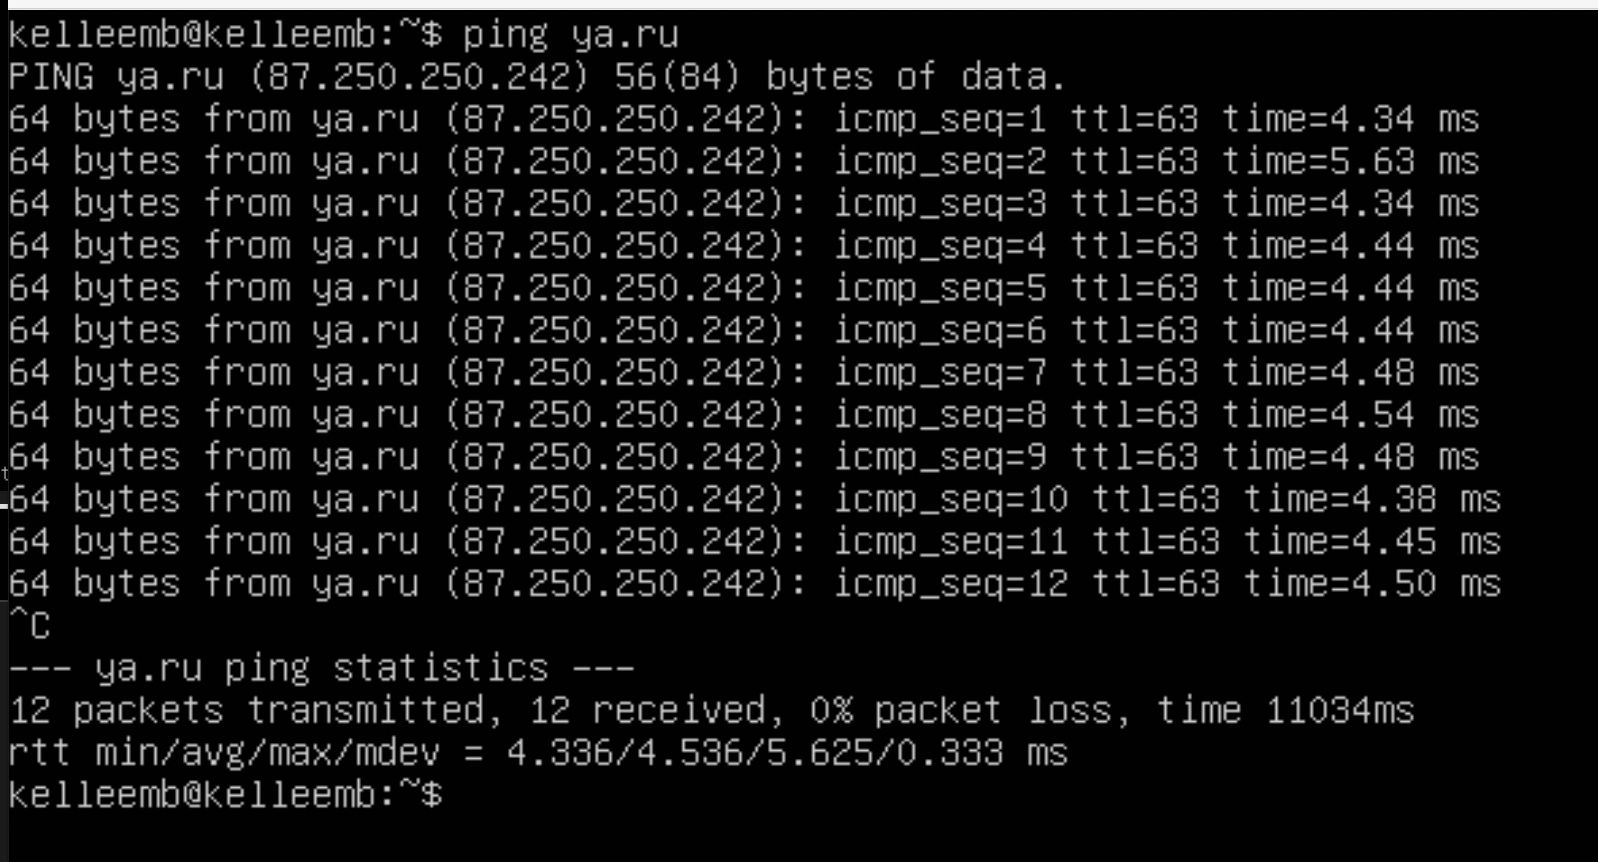 kelleemb@kelleemb:~$ ping ya.ru
PING ya.ru (87.250.250.242) 56(84) bytes of data.
64 bytes from ya.ru (87.250.250.242): icmp_seq=1 ttl=63 time=4.34 ms
64 bytes from ya.ru (87.250.250.242): icmp_seq=2 ttl=63 time=5.63 ms
64 bytes from ya.ru (87.250.250.242): icmp_seq=3 ttl=63 time=4.34 ms
64 bytes from ya.ru (87.250.250.242): icmp_seq=4 ttl=63 time=4.44 ms
64 bytes from ya.ru (87.250.250.242): icmp_seq=5 ttl=63 time=4.44 ms
64 bytes from ya.ru (87.250.250.242): icmp_seq=6 ttl=63 time=4.44 ms
64 bytes from ya.ru (87.250.250.242): icmp_seq=7 ttl=63 time=4.48 ms
64 bytes from ya.ru (87.250.250.242): icmp_seq=8 ttl=63 time=4.54 ms
64 bytes from ya.ru (87.250.250.242): icmp_seq=9 ttl=63 time=4.48 ms
64 bytes from ya.ru (87.250.250.242): icmp_seq=10 ttl=63 time=4.38 ms
64 bytes from ya.ru (87.250.250.242): icmp_seq=11 ttl=63 time=4.45 ms
64 bytes from ya.ru (87.250.250.242): icmp_seq=12 ttl=63 time=4.50 ms
^C
--- ya.ru ping statistics ---
12 packets transmitted, 12 received, 0% packet loss, time 11034ms
rtt min/avg/max/mdev = 4.336/4.536/5.625/0.333 ms
kelleemb@kelleemb:~$